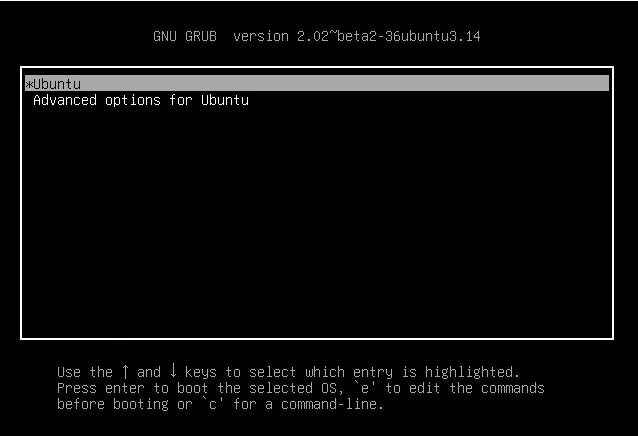 GNU GRUB  version 2.02~beta2-36ubuntu3.14
*Ubuntu
Advanced options for Ubuntu
Use the ↑ and ↓ keys to select which entry is highlighted.
Press enter to boot the selected OS, `e' to edit the commands
before booting or `c' for a command-line.